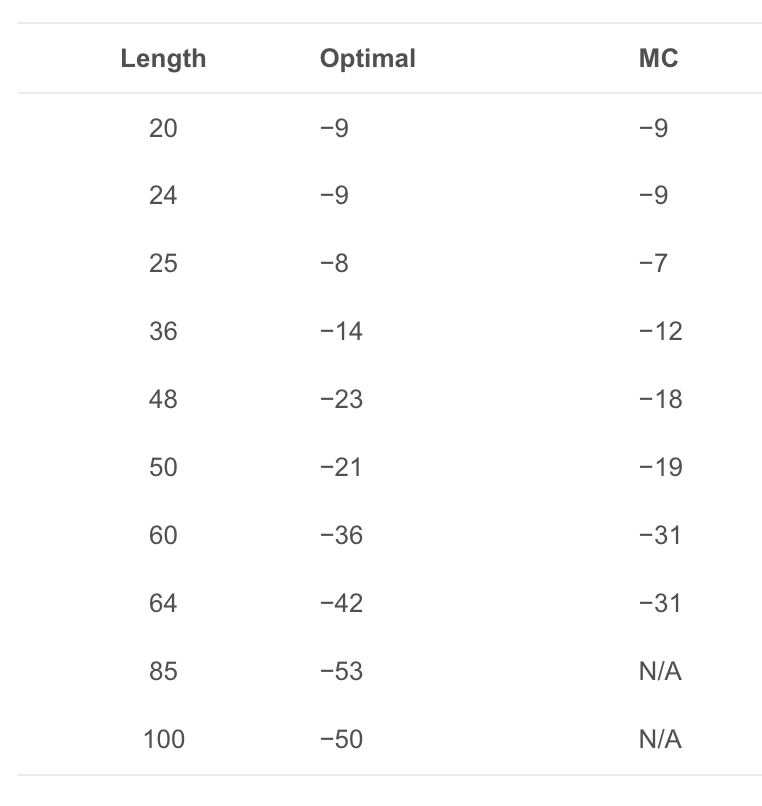 Length Optimal MC
20 −9 −9
24 −9 −9
25 −8 −7
36 −14 −12
48 −23 −18
50 −21 −19
60 −36 −31
64 −42 −31
85 −53 N/A
100 −50 N/A